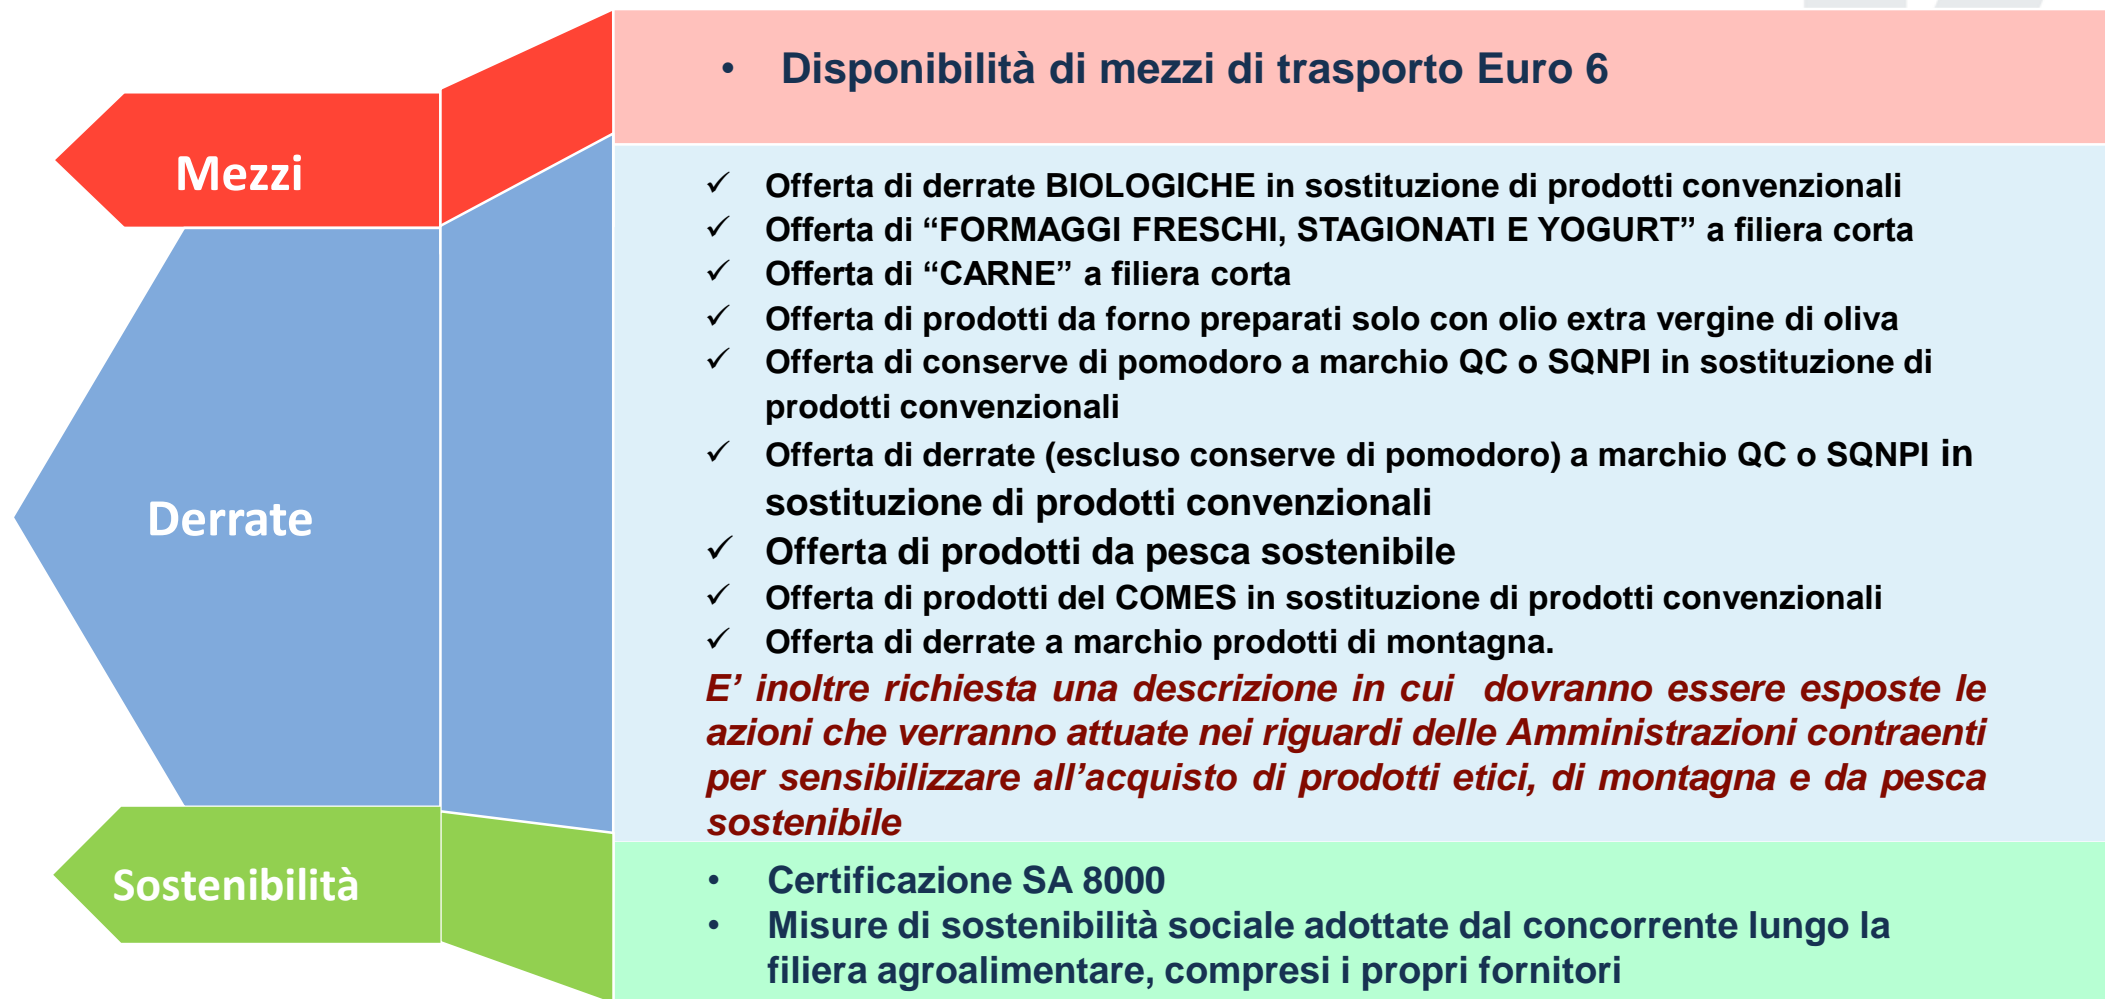 • Disponibilità di mezzi di trasporto Euro 6
Mezzi
✓ Offerta di derrate BIOLOGICHE in sostituzione di prodotti convenzionali
✓ Offerta di “FORMAGGI FRESCHI, STAGIONATI E YOGURT” a filiera corta
✓ Offerta di “CARNE” a filiera corta
✓ Offerta di prodotti da forno preparati solo con olio extra vergine di oliva
✓ Offerta di conserve di pomodoro a marchio QC o SQNPI in sostituzione di
prodotti convenzionali
✓ Offerta di derrate (escluso conserve di pomodoro) a marchio QC o SQNPI in
sostituzione di prodotti convenzionali
✓ Offerta di prodotti da pesca sostenibile
✓ Offerta di prodotti del COMES in sostituzione di prodotti convenzionali
✓ Offerta di derrate a marchio prodotti di montagna.
E’ inoltre richiesta una descrizione in cui dovranno essere esposte le
azioni che verranno attuate nei riguardi delle Amministrazioni contraenti
per sensibilizzare all’acquisto di prodotti etici, di montagna e da pesca
sostenibile
Derrate
Sostenibilità
• Certificazione SA 8000
• Misure di sostenibilità sociale adottate dal concorrente lungo la
filiera agroalimentare, compresi i propri fornitori